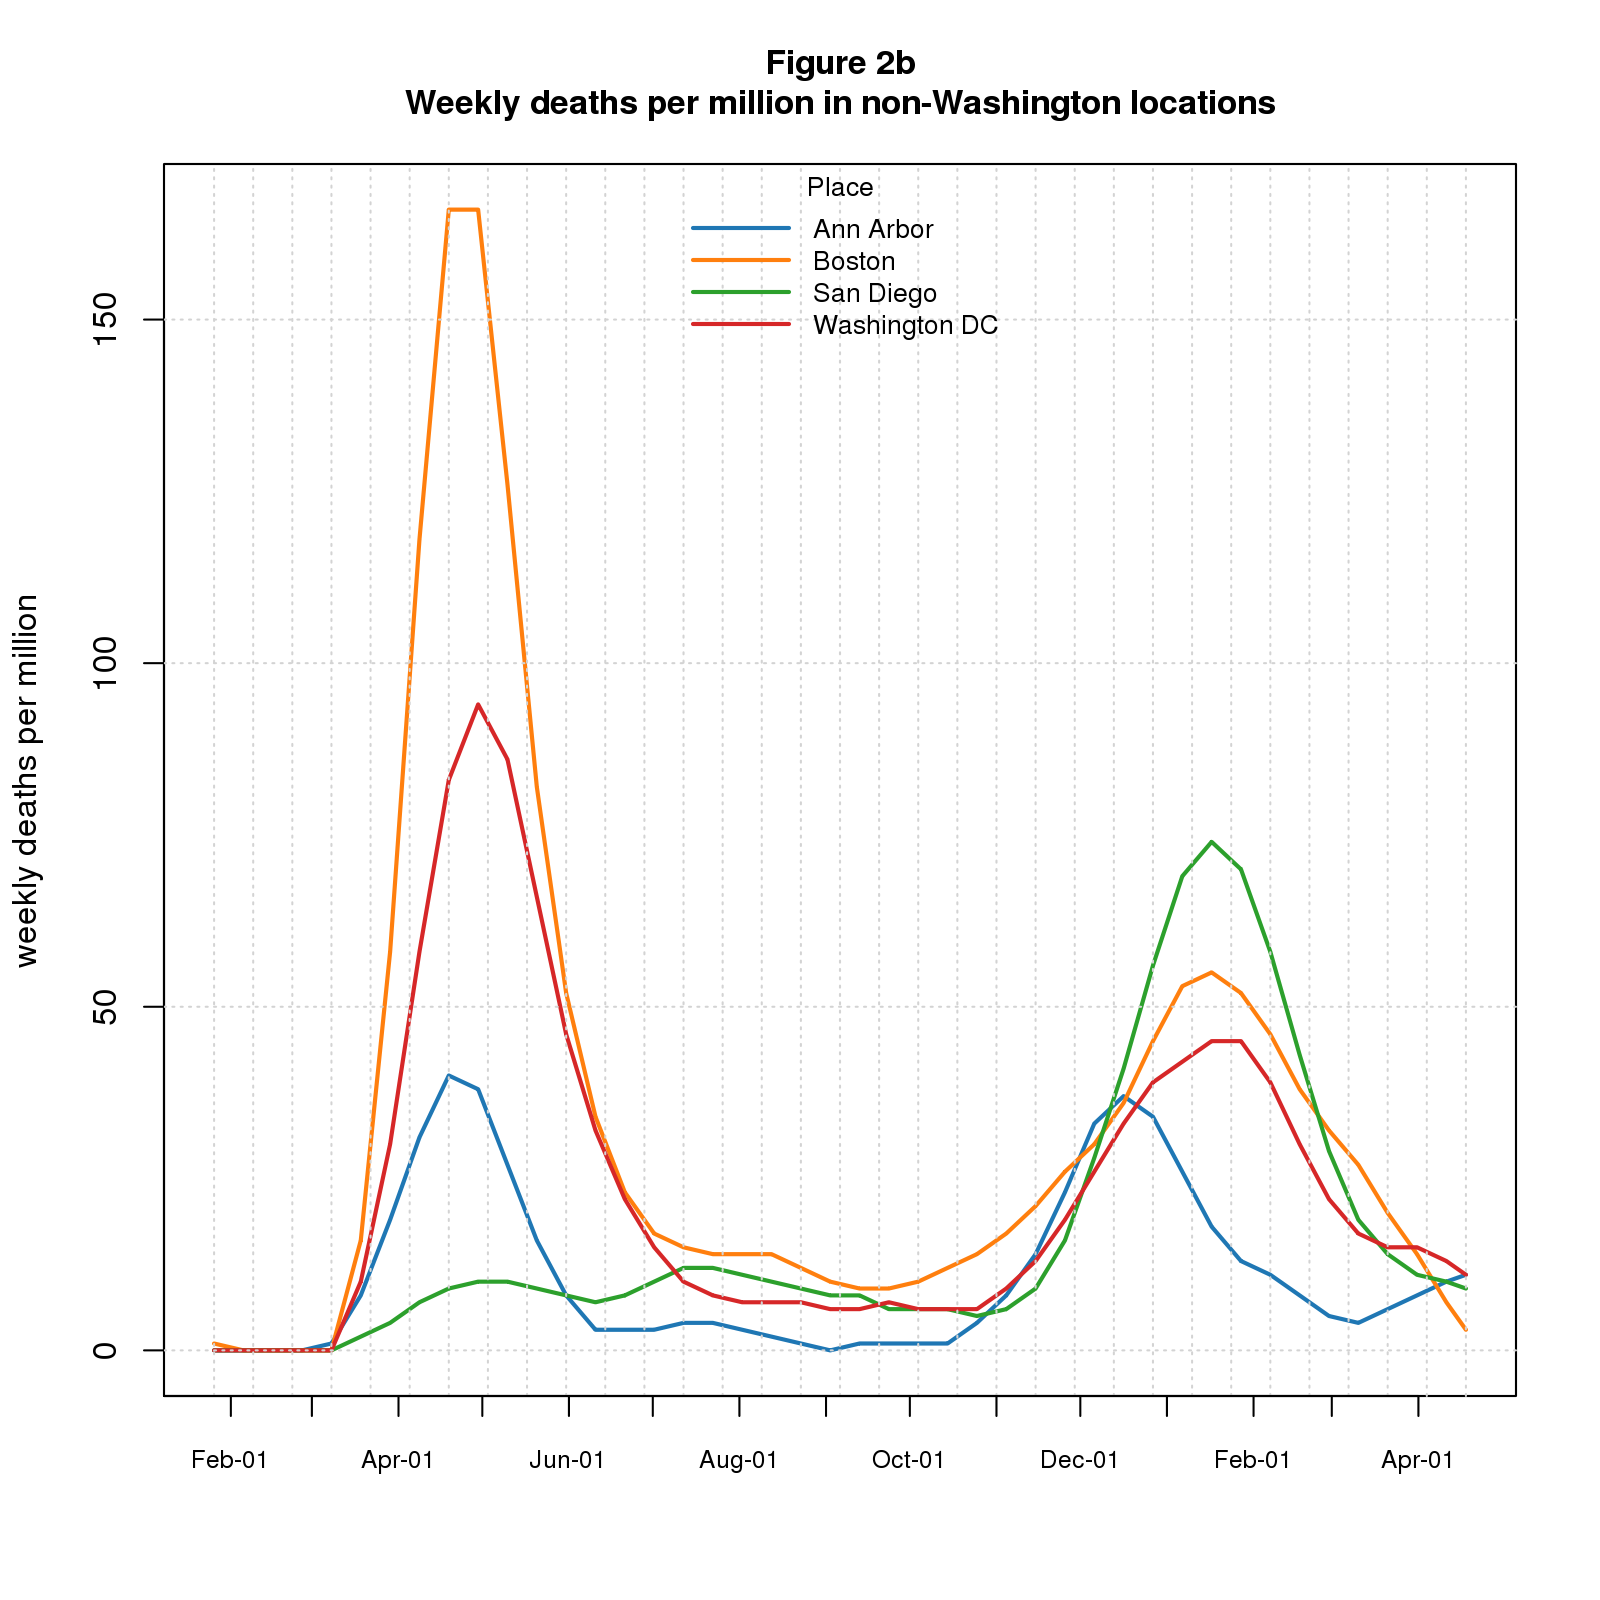 Figure 2b
Weekly deaths per million in non-Washington locations
Place
Ann Arbor
Boston
San Diego
Washington DC
weekly deaths per million
150
100
50
0
Feb-01
Apr-01
Jun-01
Aug-01
Oct-01
Dec-01
Feb-01
Apr-01